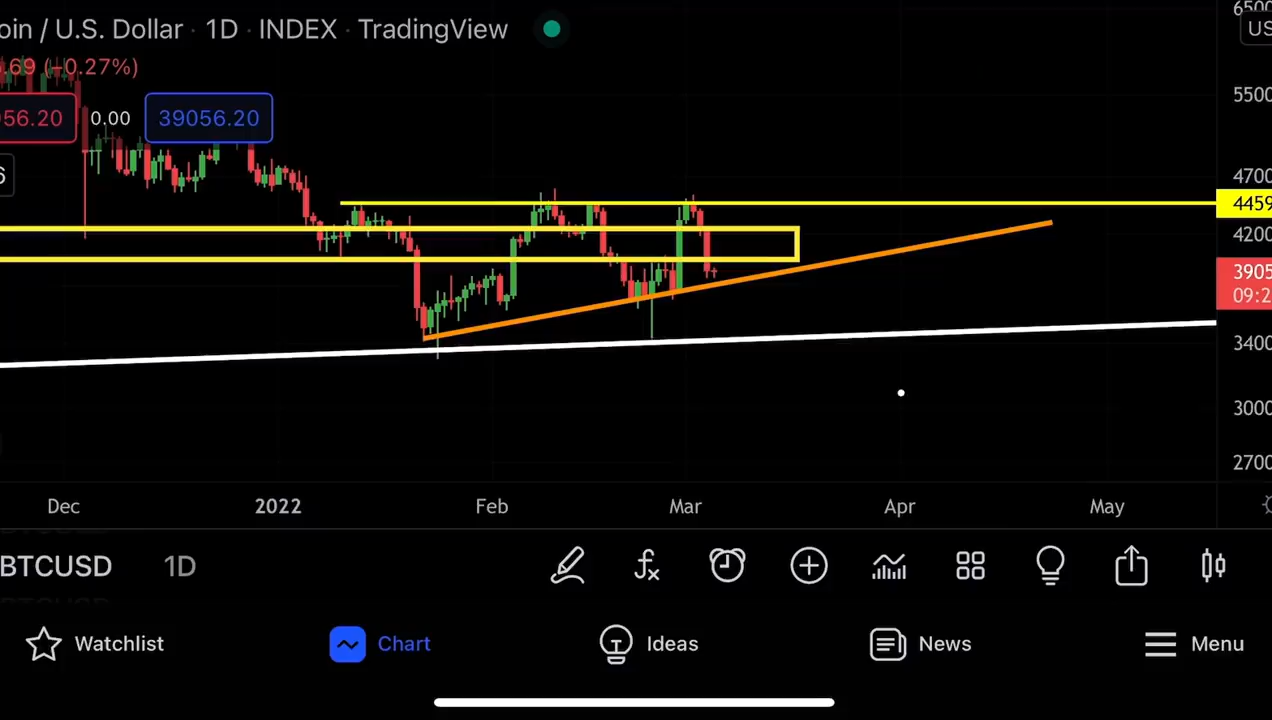 oin / U.S. Dollar · 1D · INDEX · TradingView
.69 (−0.27%)
56.20 0.00 39056.20
6
6500
US
5500
4700
4459
4200
3905
09:2
3400
3000
2700
Dec 2022 Feb Mar Apr May
BTCUSD 1D
Watchlist Chart Ideas News Menu